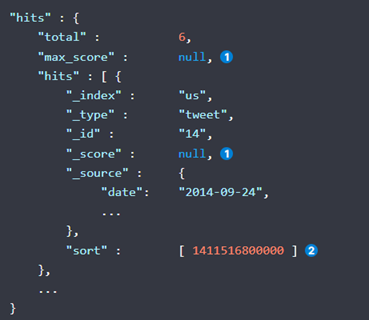 "hits" : {
    "total" :           6,
    "max_score" :       null, 1
    "hits" : [ {
        "_index" :      "us",
        "_type" :       "tweet",
        "_id" :         "14",
        "_score" :      null, 1
        "_source" :     {
             "date":    "2014-09-24",
             ...
        },
        "sort" :        [ 1411516800000 ] 2
    },
    ...
}